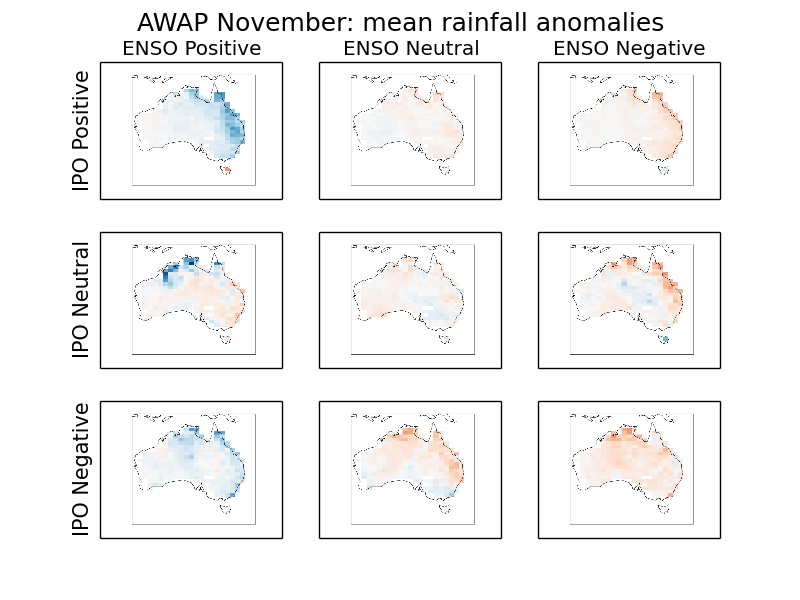 AWAP November: mean rainfall anomalies
ENSO Positive
ENSO Neutral
ENSO Negative
IPO Positive
IPO Neutral
IPO Negative